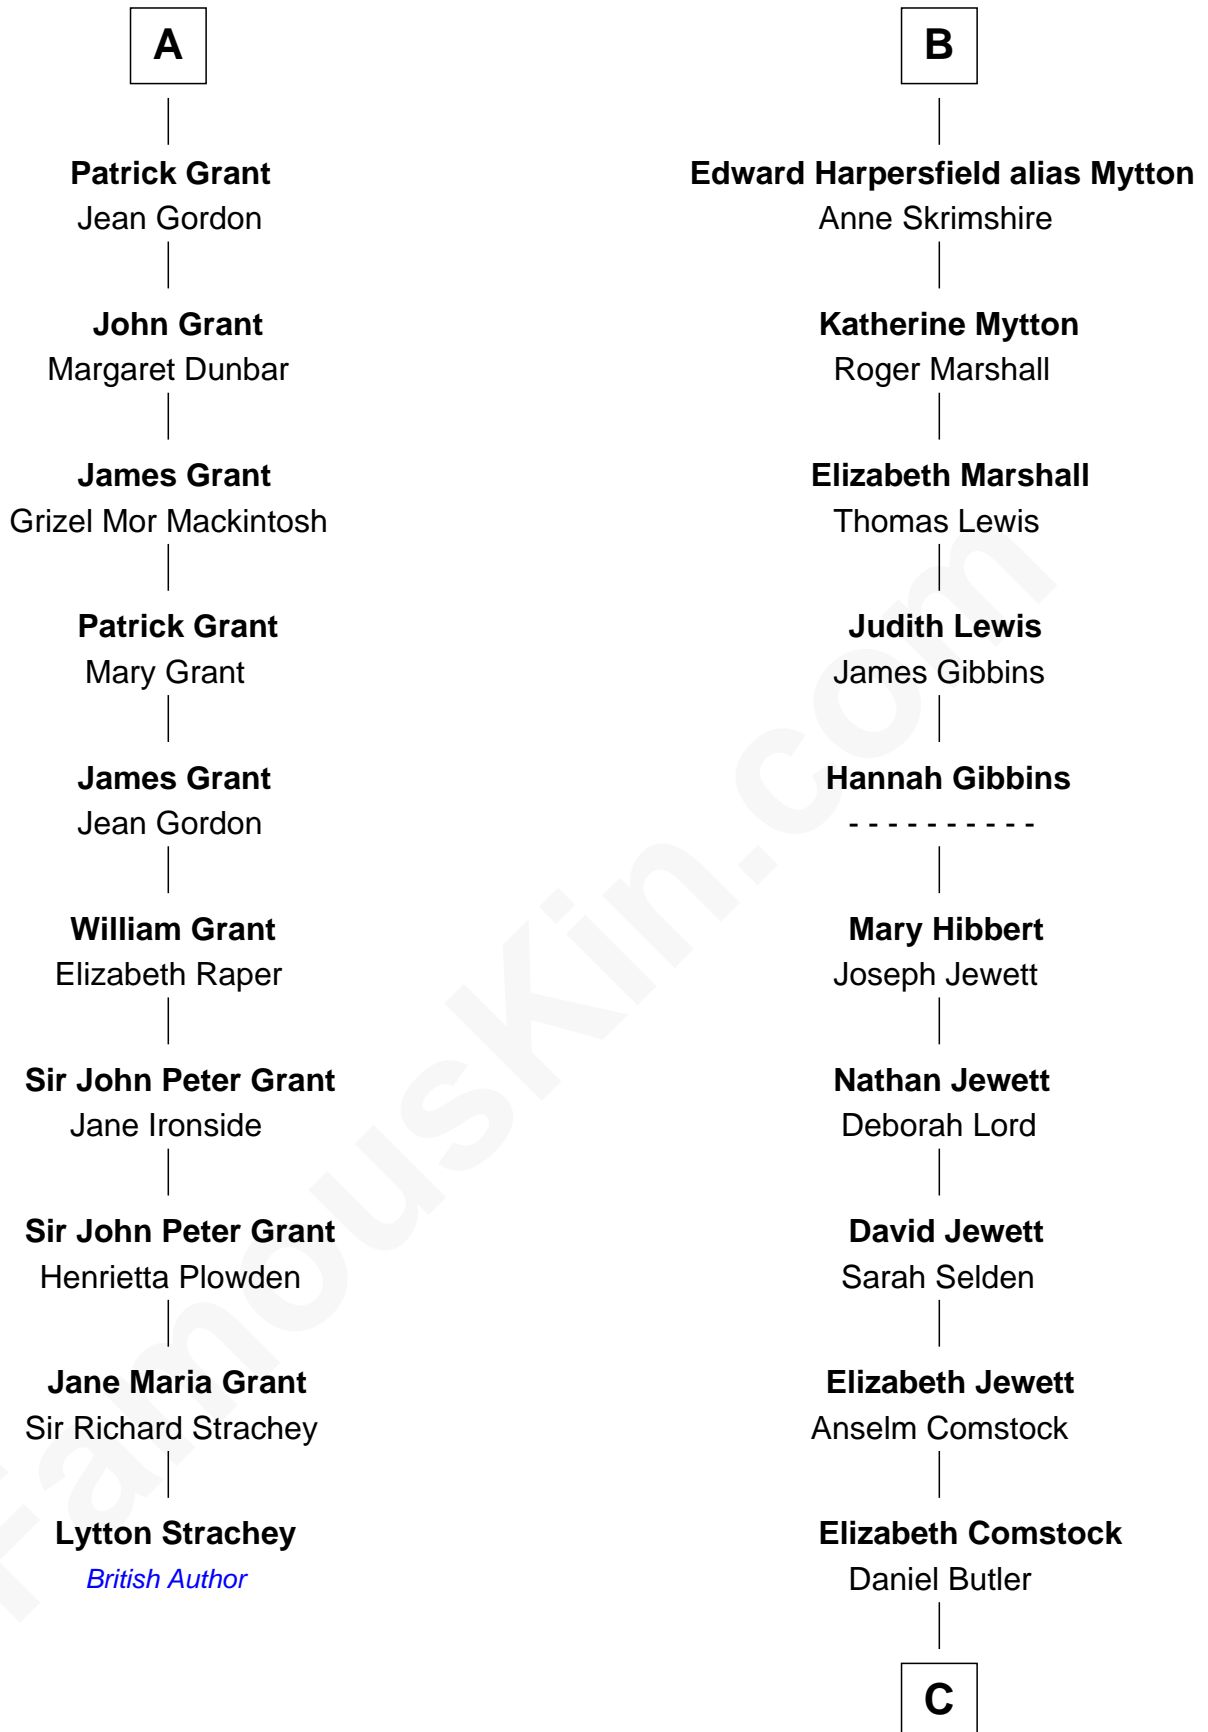 A
Patrick Grant
Jean Gordon
John Grant
Margaret Dunbar
James Grant
Grizel Mor Mackintosh
Patrick Grant
Mary Grant
James Grant
Jean Gordon
William Grant
Elizabeth Raper
Sir John Peter Grant
Jane Ironside
Sir John Peter Grant
Henrietta Plowden
Jane Maria Grant
Sir Richard Strachey
Lytton Strachey
British Author
B
Edward Harpersfield alias Mytton
Anne Skrimshire
Katherine Mytton
Roger Marshall
Elizabeth Marshall
Thomas Lewis
Judith Lewis
James Gibbins
Hannah Gibbins
- - - - - - - - - -
Mary Hibbert
Joseph Jewett
Nathan Jewett
Deborah Lord
David Jewett
Sarah Selden
Elizabeth Jewett
Anselm Comstock
Elizabeth Comstock
Daniel Butler
C
FamousKin.com